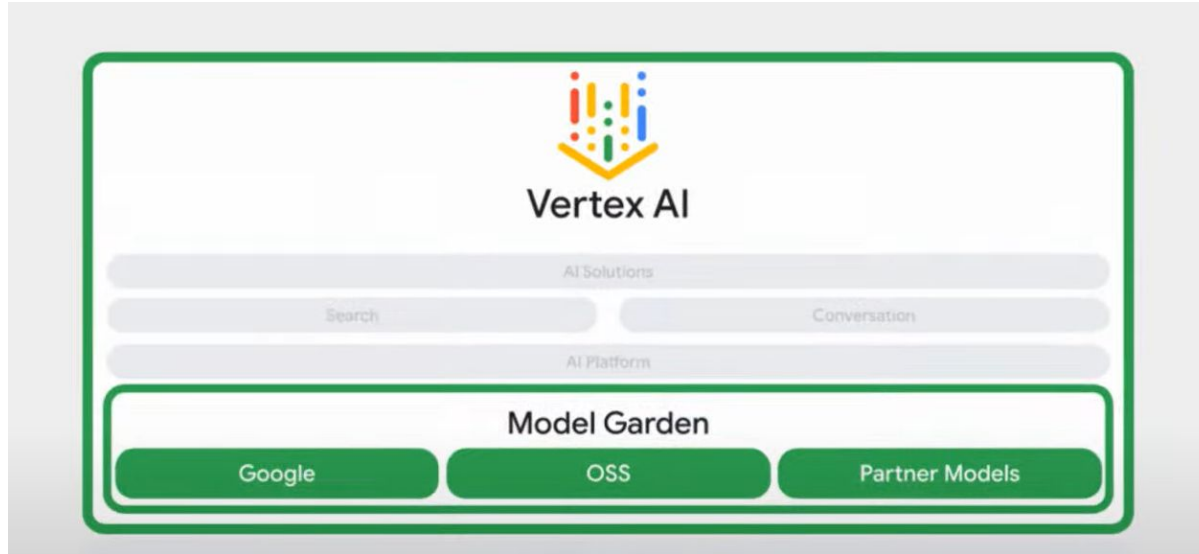 Vertex AI
AI Solutions
Search Conversation
AI Platform
Model Garden
Google OSS Partner Models